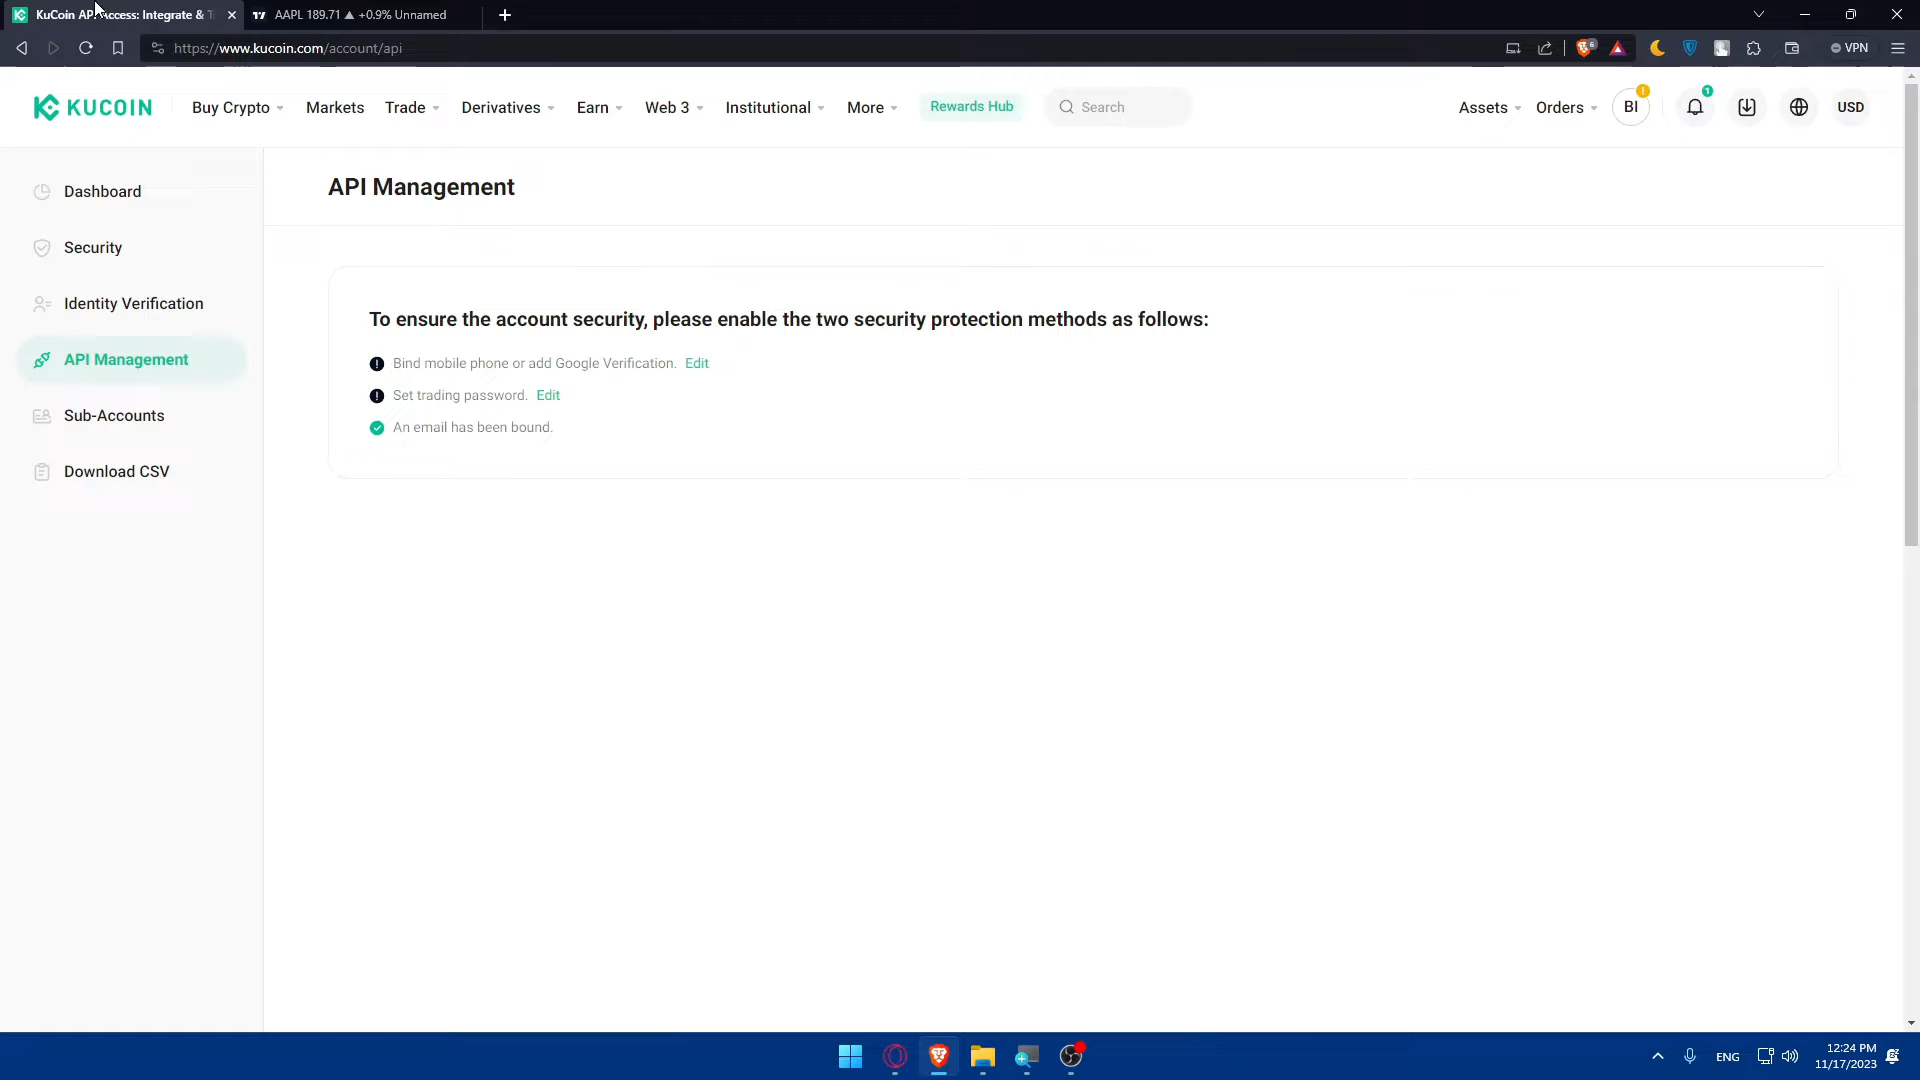 KuCoin AP Access: Integrate &
AAPL 189.71 ▲ +0.9% Unnamed
https://www.kucoin.com/account/api
VPN
KUCOIN
Buy Crypto
Markets
Trade
Derivatives
Earn
Web 3
Institutional
More
Rewards Hub
Search
Assets
Orders
BI
!
1
USD
Dashboard
Security
Identity Verification
API Management
Sub-Accounts
Download CSV
API Management
To ensure the account security, please enable the two security protection methods as follows:
Bind mobile phone or add Google Verification. Edit
Set trading password. Edit
An email has been bound.
ENG
12:24 PM
11/17/2023